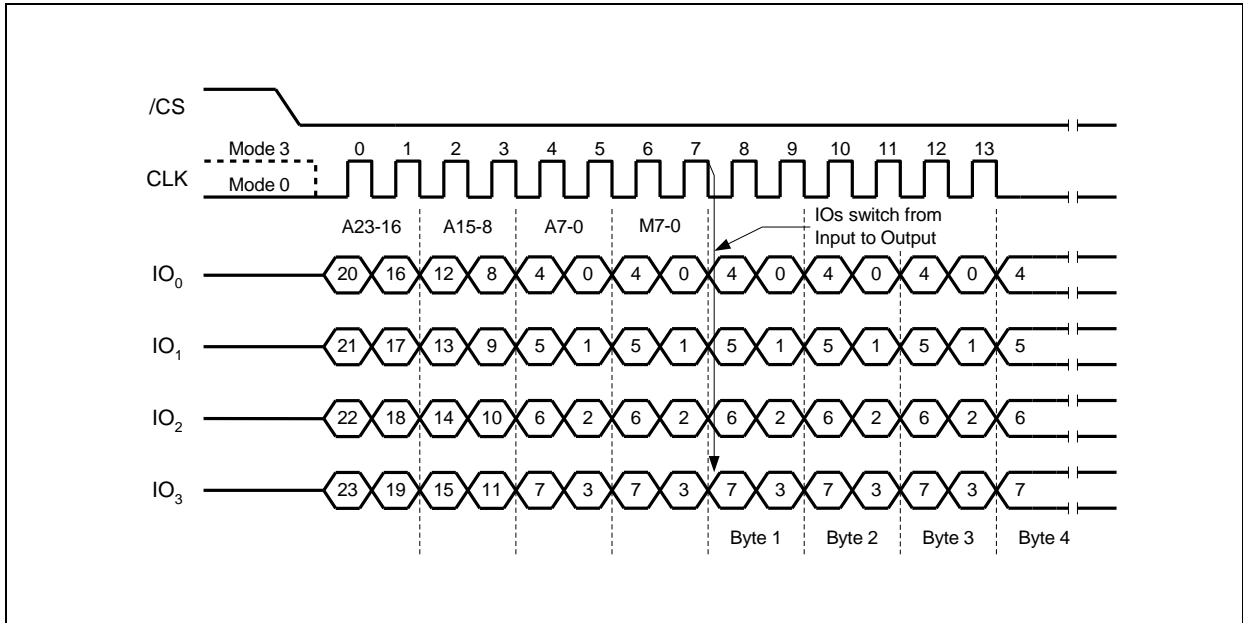 /CS
Mode 3
0 1 2 3 4 5 6 7 8 9 10 11 12 13
CLK
Mode 0
A23-16 A15-8 A7-0 M7-0
IOs switch from
Input to Output
IO0 20 16 12 8 4 0 4 0 4 0 4 0 4 0 4
IO1 21 17 13 9 5 1 5 1 5 1 5 1 5 1 5
IO2 22 18 14 10 6 2 6 2 6 2 6 2 6 2 6
IO3 23 19 15 11 7 3 7 3 7 3 7 3 7 3 7
Byte 1 Byte 2 Byte 3 Byte 4